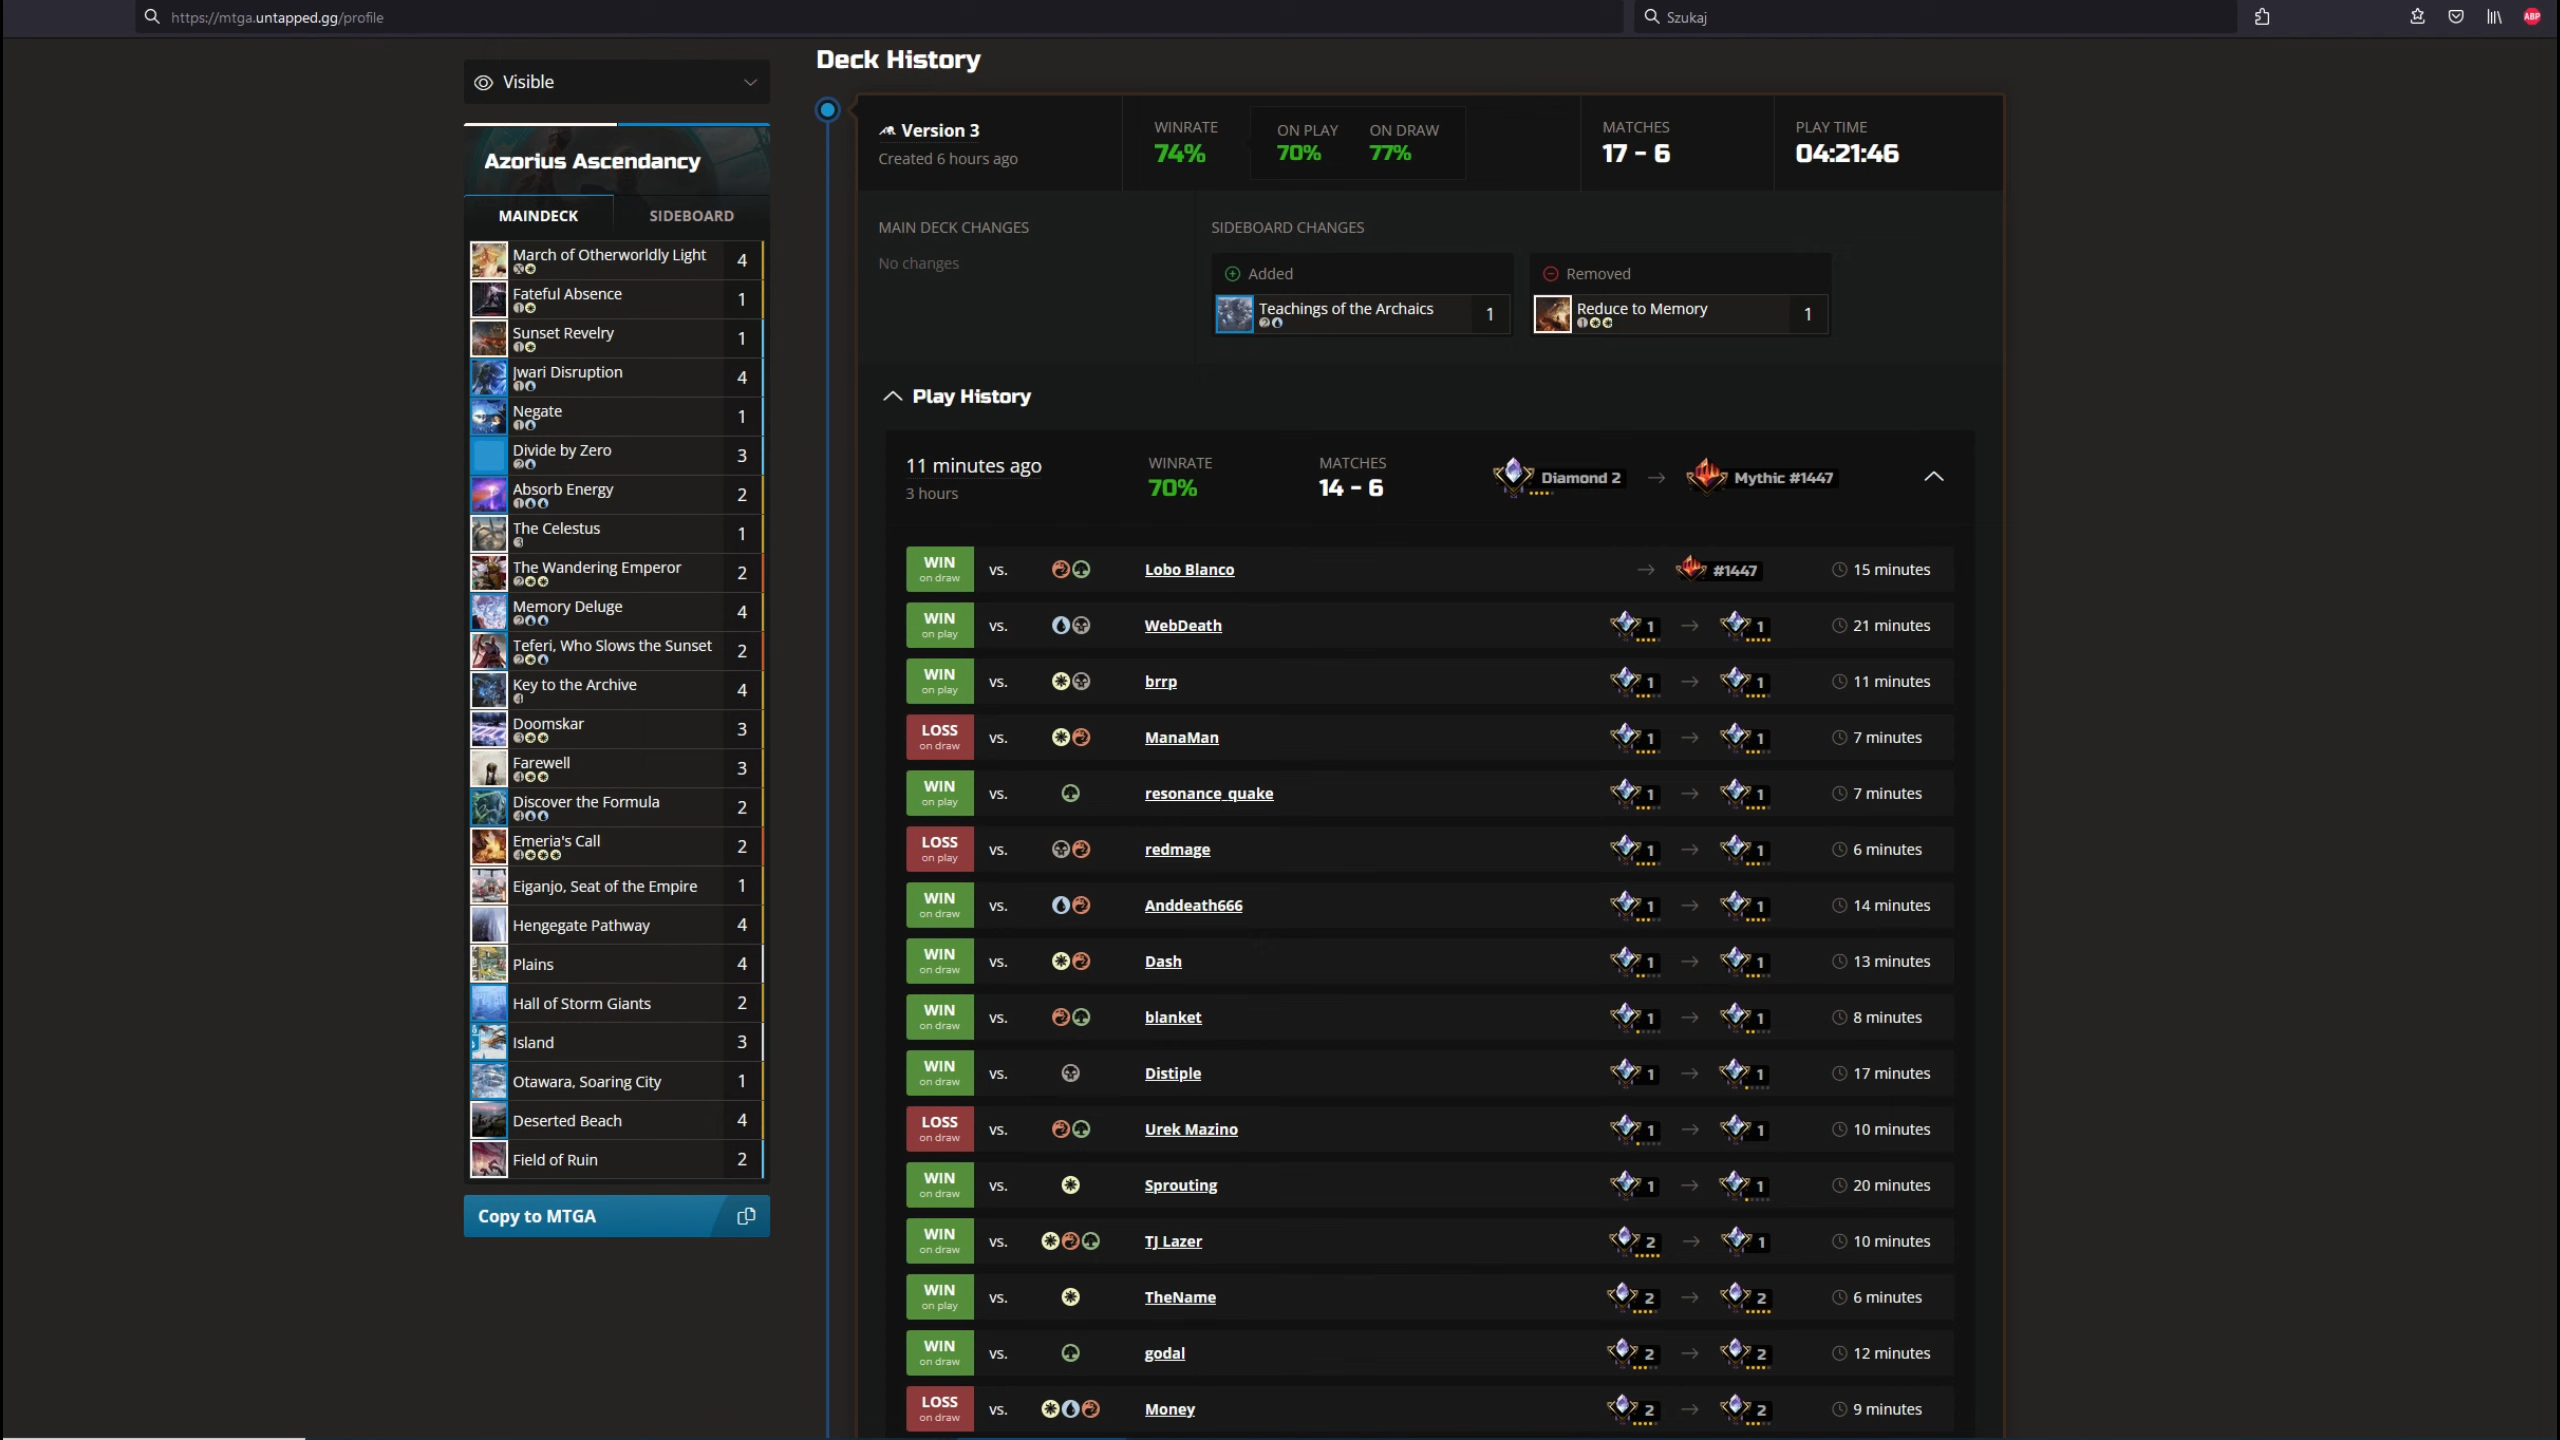 https://mtga.untapped.gg/profile
Szukaj
ABP
Visible
Azorius Ascendancy
MAINDECK SIDEBOARD
March of Otherworldly Light 4
Fateful Absence 1
Sunset Revelry 1
Jwari Disruption 4
Negate 1
Divide by Zero 3
Absorb Energy 2
The Celestus 1
The Wandering Emperor 2
Memory Deluge 4
Teferi, Who Slows the Sunset 2
Key to the Archive 4
Doomskar 3
Farewell 3
Discover the Formula 2
Emeria's Call 2
Eiganjo, Seat of the Empire 1
Hengegate Pathway 4
Plains 4
Hall of Storm Giants 2
Island 3
Otawara, Soaring City 1
Deserted Beach 4
Field of Ruin 2
Copy to MTGA
Deck History
Version 3
Created 6 hours ago
WINRATE
74%
ON PLAY
70%
ON DRAW
77%
MATCHES
17 - 6
PLAY TIME
04:21:46
MAIN DECK CHANGES
No changes
SIDEBOARD CHANGES
Added
Teachings of the Archaics 1
Removed
Reduce to Memory 1
Play History
11 minutes ago
3 hours
WINRATE
70%
MATCHES
14 - 6
Diamond 2 → Mythic #1447
WIN on draw vs. Lobo Blanco → #1447 15 minutes
WIN on play vs. WebDeath 1 → 1 21 minutes
WIN on play vs. brrp 1 → 1 11 minutes
LOSS on draw vs. ManaMan 1 → 1 7 minutes
WIN on play vs. resonance_quake 1 → 1 7 minutes
LOSS on play vs. redmage 1 → 1 6 minutes
WIN on draw vs. Anddeath666 1 → 1 14 minutes
WIN on draw vs. Dash 1 → 1 13 minutes
WIN on draw vs. blanket 1 → 1 8 minutes
WIN on draw vs. Distiple 1 → 1 17 minutes
LOSS on draw vs. Urek Mazino 1 → 1 10 minutes
WIN on draw vs. Sprouting 1 → 1 20 minutes
WIN on draw vs. TJ Lazer 2 → 1 10 minutes
WIN on play vs. TheName 2 → 2 6 minutes
WIN on draw vs. godal 2 → 2 12 minutes
LOSS on draw vs. Money 2 → 2 9 minutes